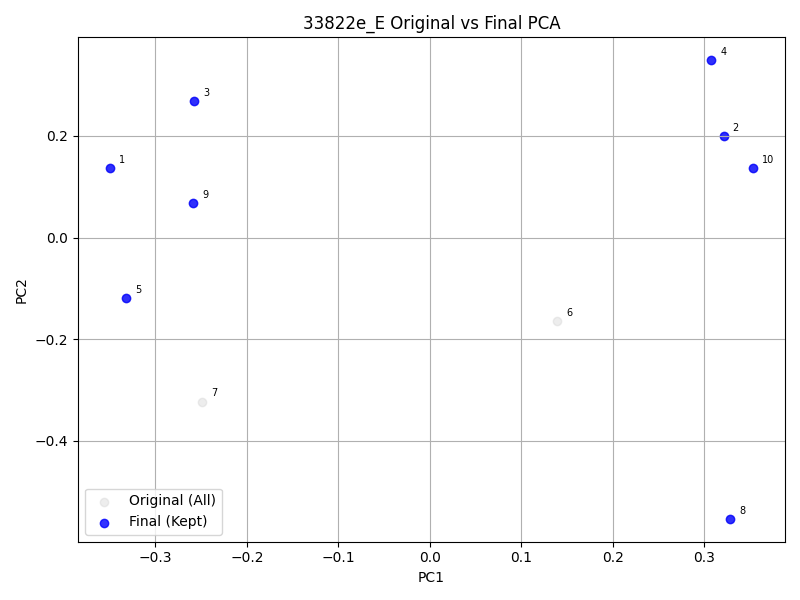 33822e_E Original vs Final PCA
4
3
2
1
10
9
5
6
7
8
0.2
0.0
−0.2
−0.4
PC2
Original (All)
Final (Kept)
−0.3 −0.2 −0.1 0.0 0.1 0.2 0.3
PC1